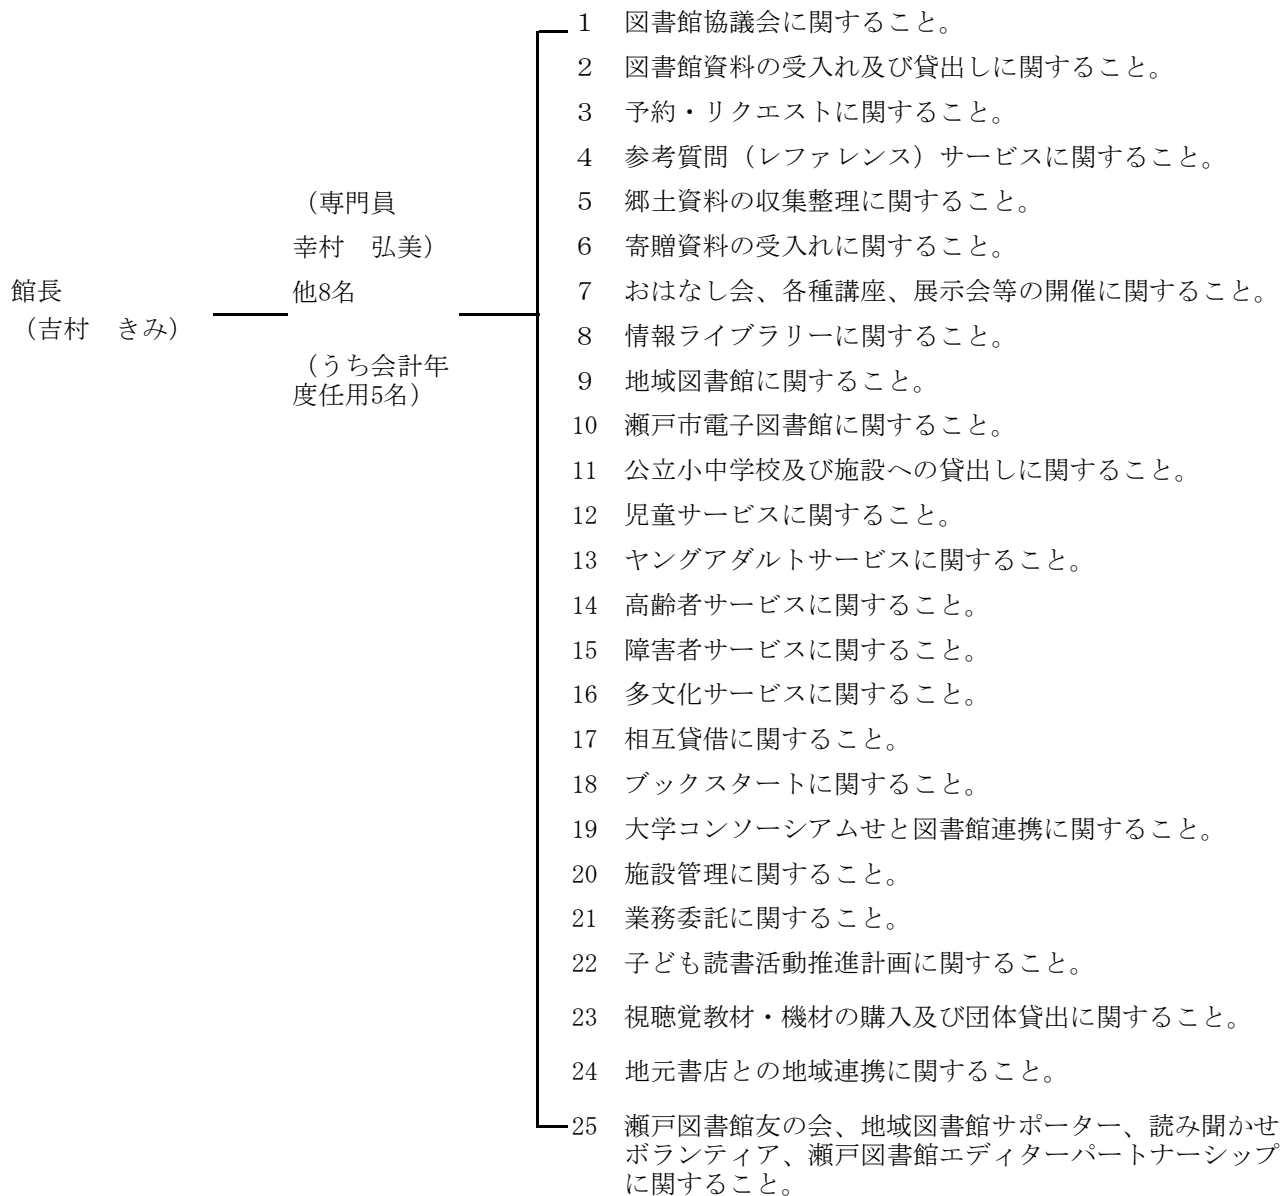 館長
（吉村　きみ）
（専門員
幸村　弘美）
他8名
（うち会計年
度任用5名）
1　図書館協議会に関すること。
2　図書館資料の受入れ及び貸出しに関すること。
3　予約・リクエストに関すること。
4　参考質問（レファレンス）サービスに関すること。
5　郷土資料の収集整理に関すること。
6　寄贈資料の受入れに関すること。
7　おはなし会、各種講座、展示会等の開催に関すること。
8　情報ライブラリーに関すること。
9　地域図書館に関すること。
10　瀬戸市電子図書館に関すること。
11　公立小中学校及び施設への貸出しに関すること。
12　児童サービスに関すること。
13　ヤングアダルトサービスに関すること。
14　高齢者サービスに関すること。
15　障害者サービスに関すること。
16　多文化サービスに関すること。
17　相互貸借に関すること。
18　ブックスタートに関すること。
19　大学コンソーシアムせと図書館連携に関すること。
20　施設管理に関すること。
21　業務委託に関すること。
22　子ども読書活動推進計画に関すること。
23　視聴覚教材・機材の購入及び団体貸出に関すること。
24　地元書店との地域連携に関すること。
25　瀬戸図書館友の会、地域図書館サポーター、読み聞かせ
ボランティア、瀬戸図書館エディターパートナーシップ
に関すること。